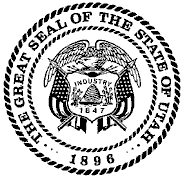 THE GREAT SEAL OF THE STATE OF UTAH
INDUSTRY
1847
1896